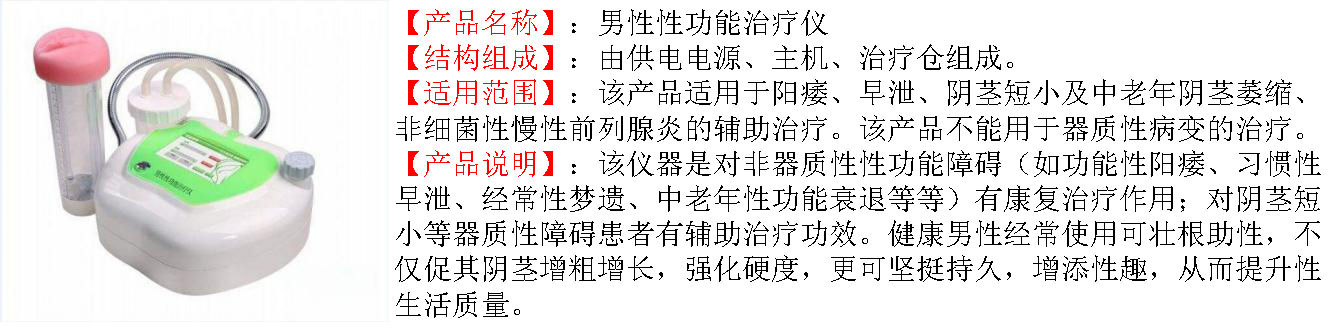 【产品名称】：男性性功能治疗仪
【结构组成】：由供电电源、主机、治疗仓组成。
【适用范围】：该产品适用于阳痿、早泄、阴茎短小及中老年阴茎萎缩、
非细菌性慢性前列腺炎的辅助治疗。该产品不能用于器质性病变的治疗。
【产品说明】：该仪器是对非器质性性功能障碍（如功能性阳痿、习惯性
早泄、经常性梦遗、中老年性功能衰退等等）有康复治疗作用；对阴茎短
小等器质性障碍患者有辅助治疗功效。健康男性经常使用可壮根助性，不
仅促其阴茎增粗增长，强化硬度，更可坚挺持久，增添性趣，从而提升性
生活质量。